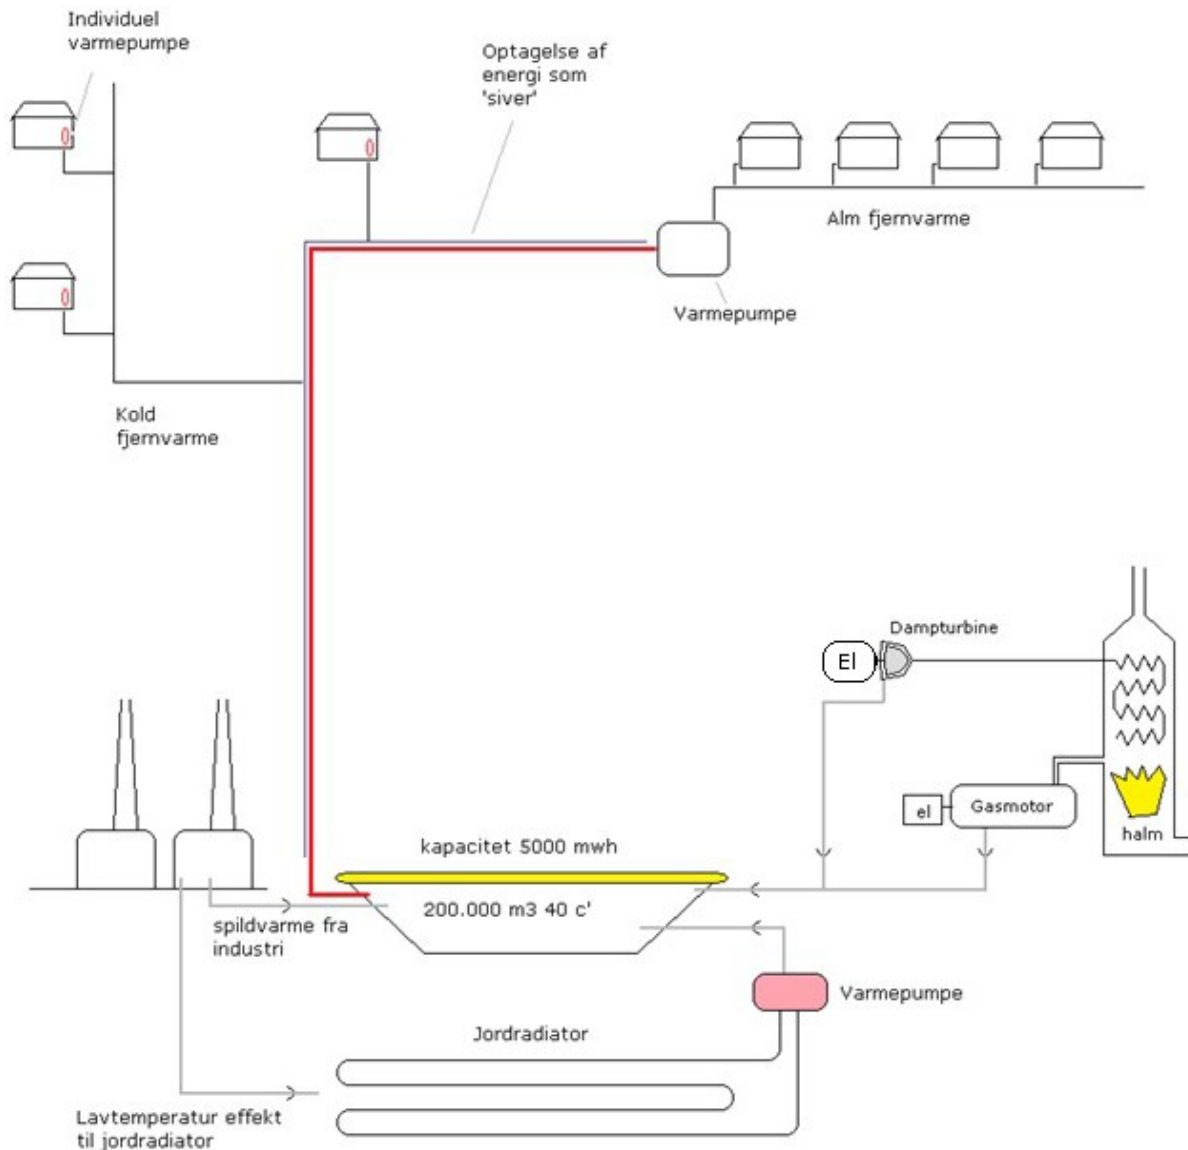 Individuel
varmepumpe
Optagelse af
energi som
'siver'
Alm fjernvarme
Varmepumpe
Kold
fjernvarme
Dampturbine
El
el
Gasmotor
halm
kapacitet 5000 mwh
200.000 m3 40 c'
spildvarme fra
industri
Varmepumpe
Jordradiator
Lavtemperatur effekt
til jordradiator